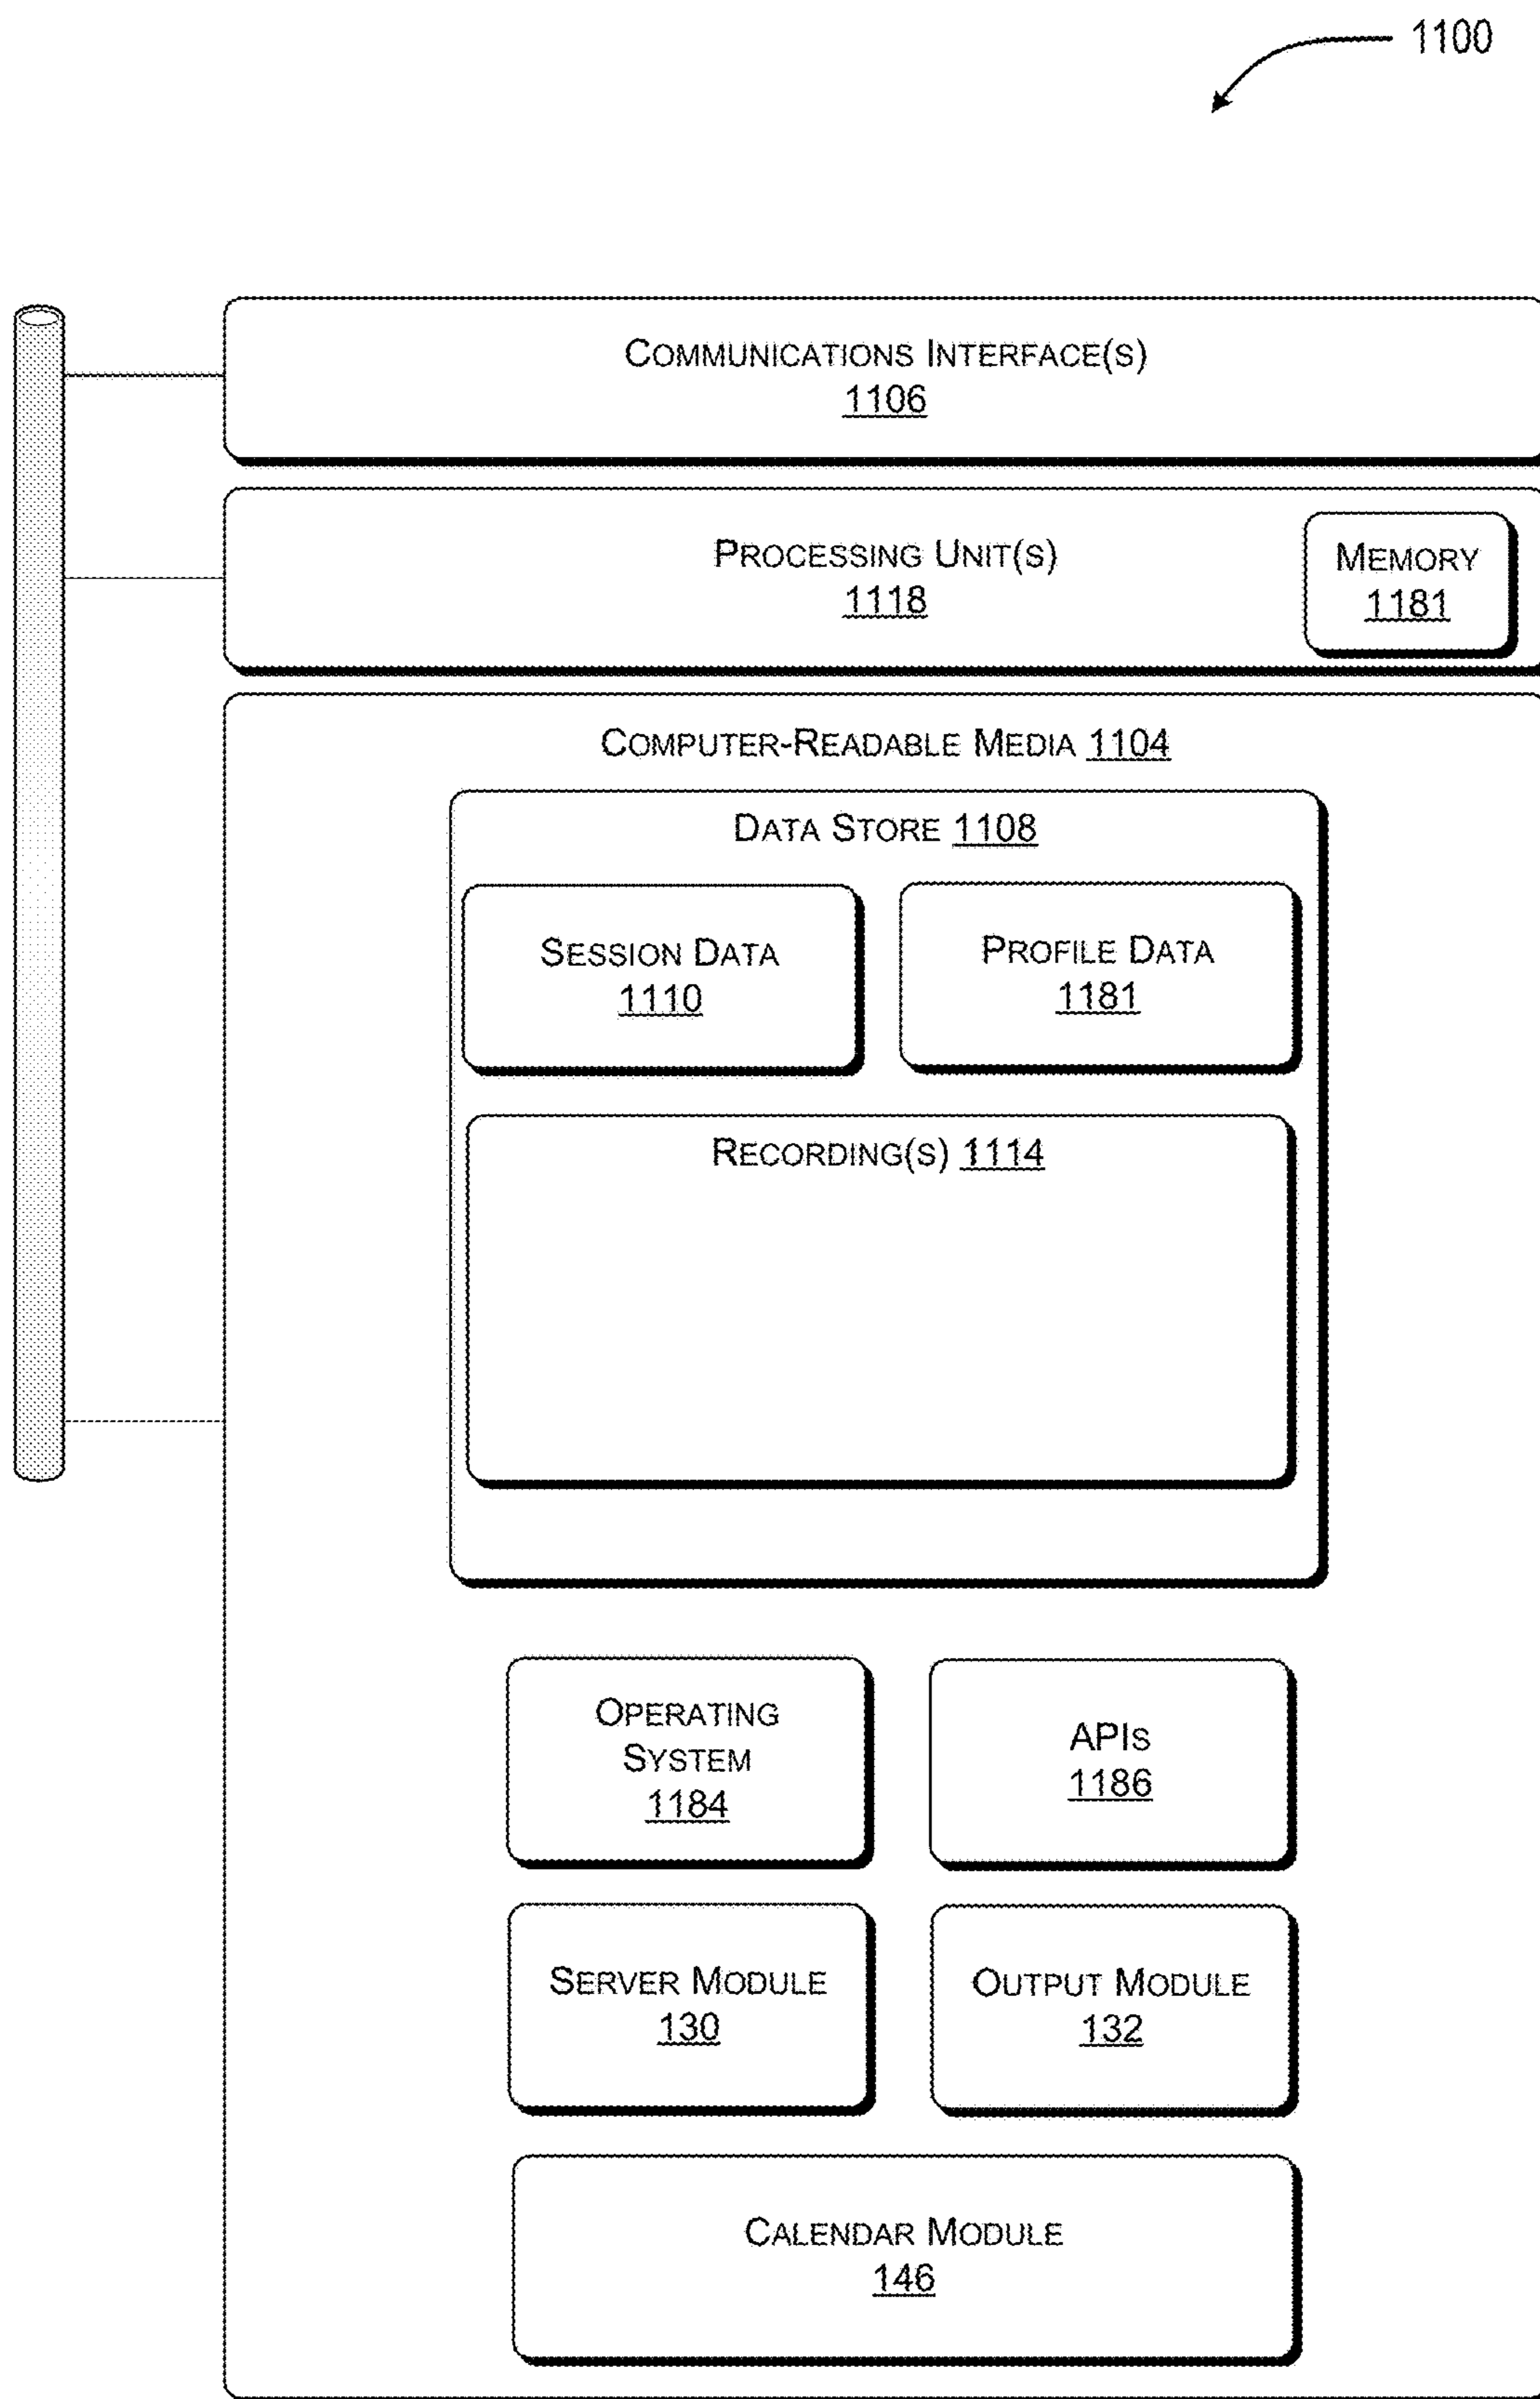 1100
COMMUNICATIONS INTERFACE(S)
1106
PROCESSING UNIT(S)
1118
MEMORY
1181
COMPUTER-READABLE MEDIA 1104
DATA STORE 1108
SESSION DATA
1110
PROFILE DATA
1181
RECORDING(S) 1114
OPERATING
SYSTEM
1184
APIS
1186
SERVER MODULE
130
OUTPUT MODULE
132
CALENDAR MODULE
146